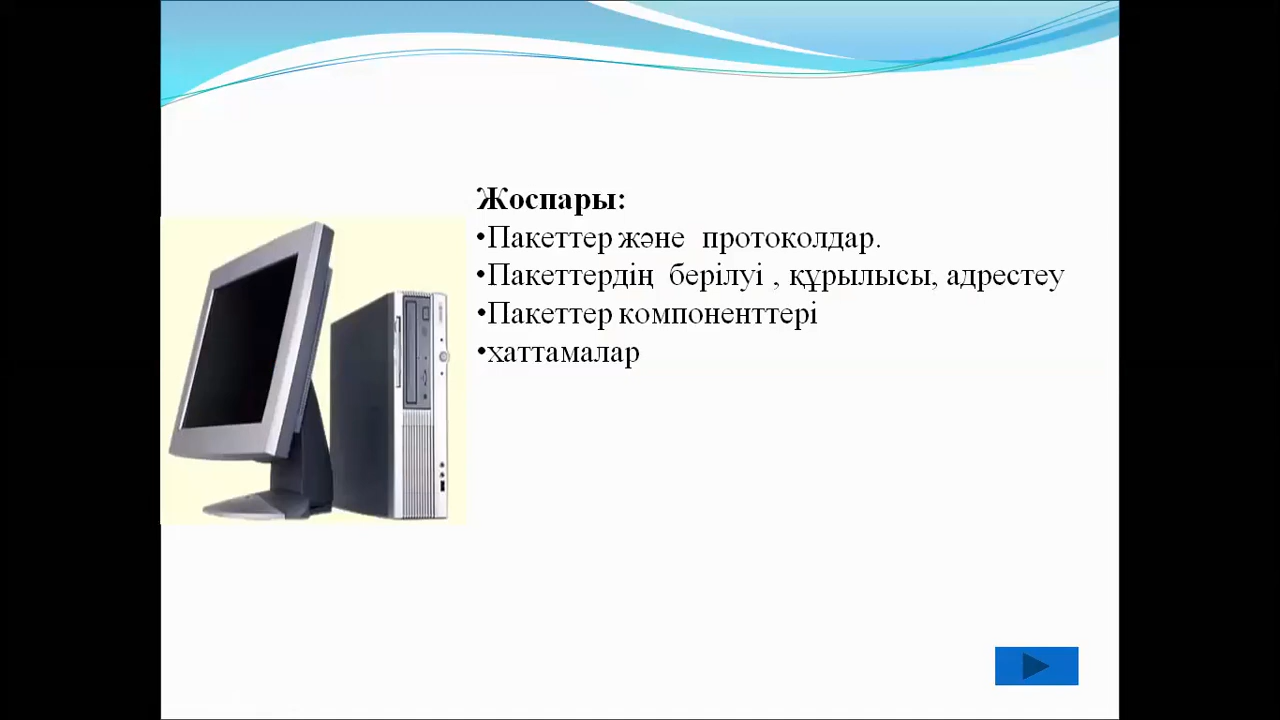 Жоспары:
•Пакеттер және протоколдар.
•Пакеттердің берілуі , құрылысы, адрестеу
•Пакеттер компоненттері
•хаттамалар